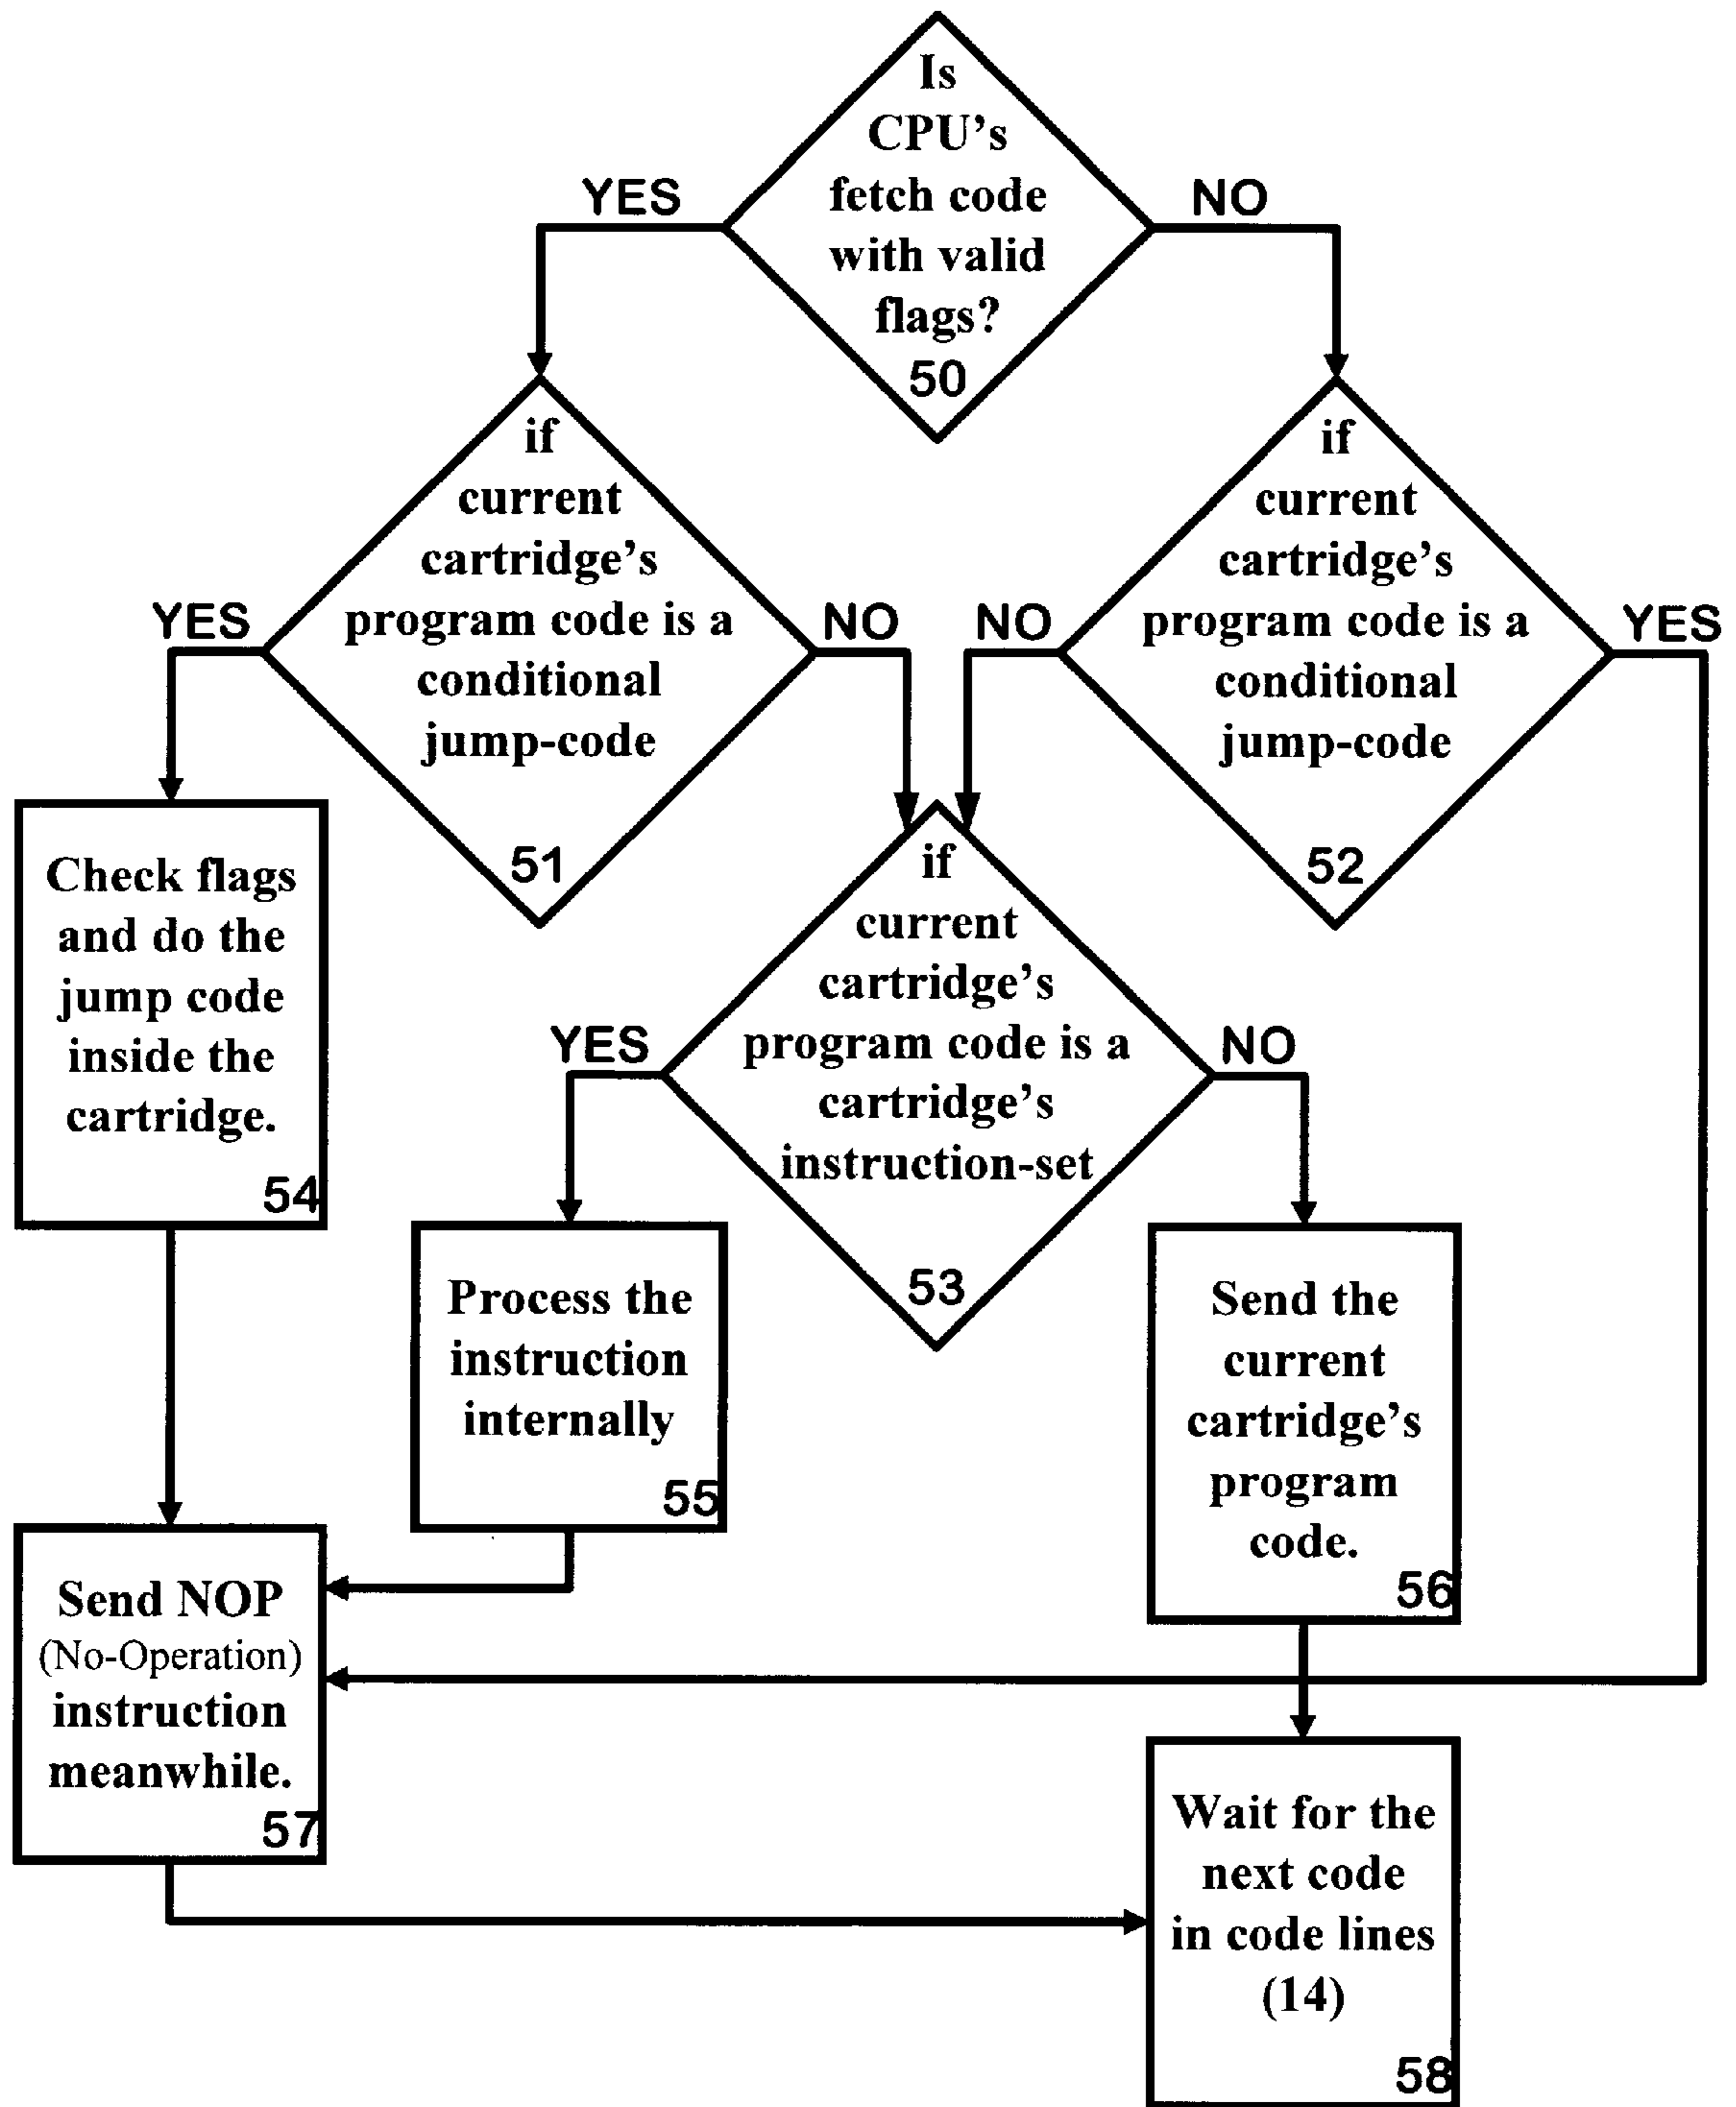 Is
CPU's
fetch code
with valid
flags?
50
YES
NO
if
current
cartridge's
program code is a
conditional
jump-code
51
YES
NO
if
current
cartridge's
program code is a
conditional
jump-code
52
NO
YES
Check flags
and do the
jump code
inside the
cartridge.
54
if
current
cartridge's
program code is a
cartridge's
instruction-set
53
YES
NO
Process the
instruction
internally
55
Send the
current
cartridge's
program
code.
56
Send NOP
(No-Operation)
instruction
meanwhile.
57
Wait for the
next code
in code lines
(14)
58